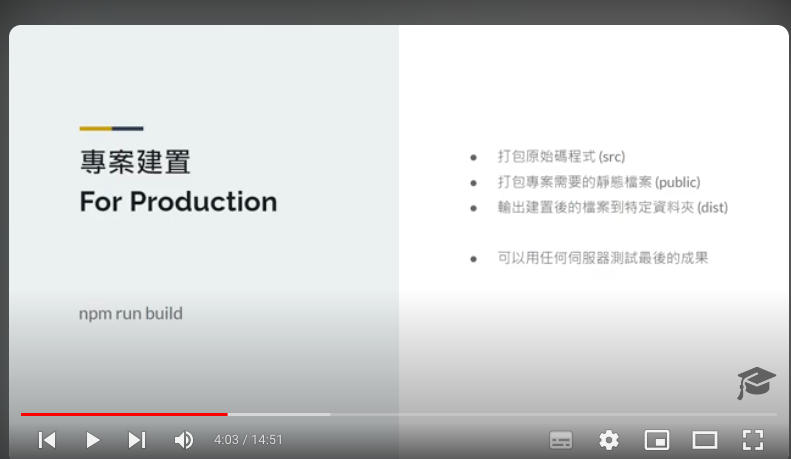 專案建置
For Production
npm run build
打包原始碼程式 (src)
打包專案需要的靜態檔案 (public)
輸出建置後的檔案到特定資料夾 (dist)
可以用任何伺服器測試最後的成果
4:03 / 14:51